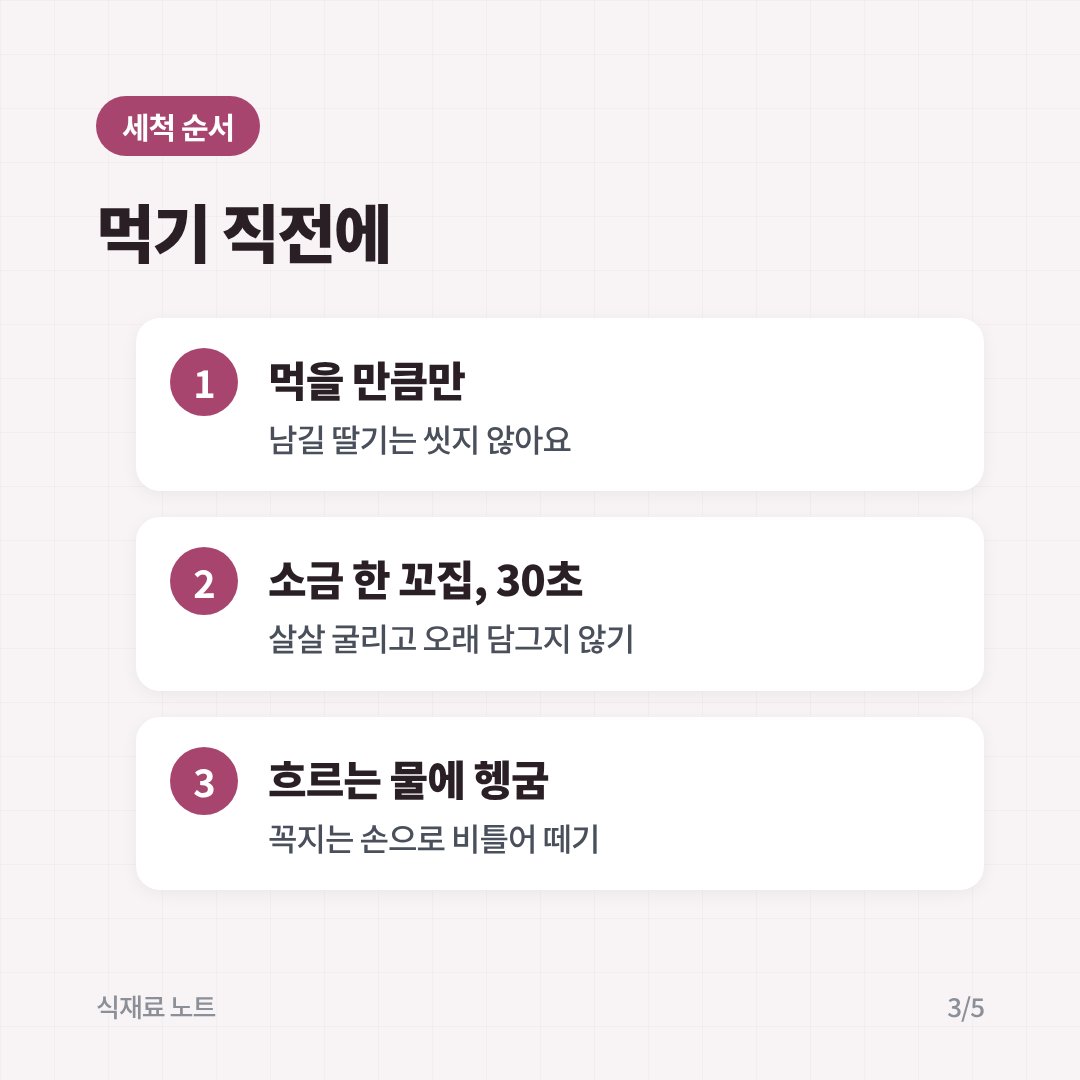 세척 순서
먹기 직전에
1
먹을 만큼만
남길 딸기는 씻지 않아요
2
소금 한 꼬집, 30초
살살 굴리고 오래 담그지 않기
3
흐르는 물에 헹굼
꼭지는 손으로 비틀어 떼기
식재료 노트
3/5